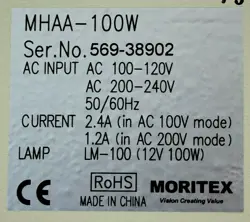 MHAA-100W
Ser.No. 569-38902
AC INPUT AC 100-120V
AC 200-240V
50/60Hz
CURRENT 2.4A (in AC 100V mode)
1.2A (in AC 200V mode)
LAMP LM-100 (12V 100W)
CE RoHS MORITEX
Vision Creating Value
MADE IN CHINA